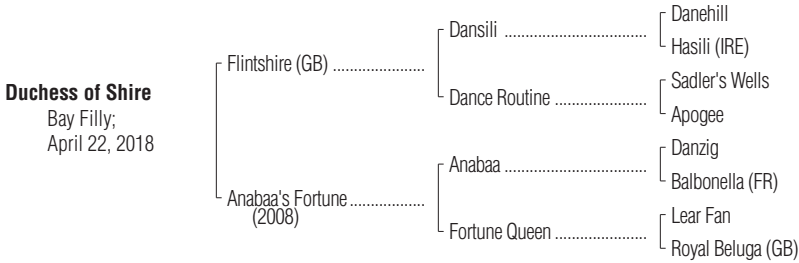 Duchess of Shire
Bay Filly;
April 22, 2018
Flintshire (GB) ......................
Anabaa's Fortune ..................
(2008)
Dansili ..................................
Dance Routine ......................
Anabaa ..................................
Fortune Queen ......................
Danehill
Hasili (IRE)
Sadler's Wells
Apogee
Danzig
Balbonella (FR)
Lear Fan
Royal Beluga (GB)